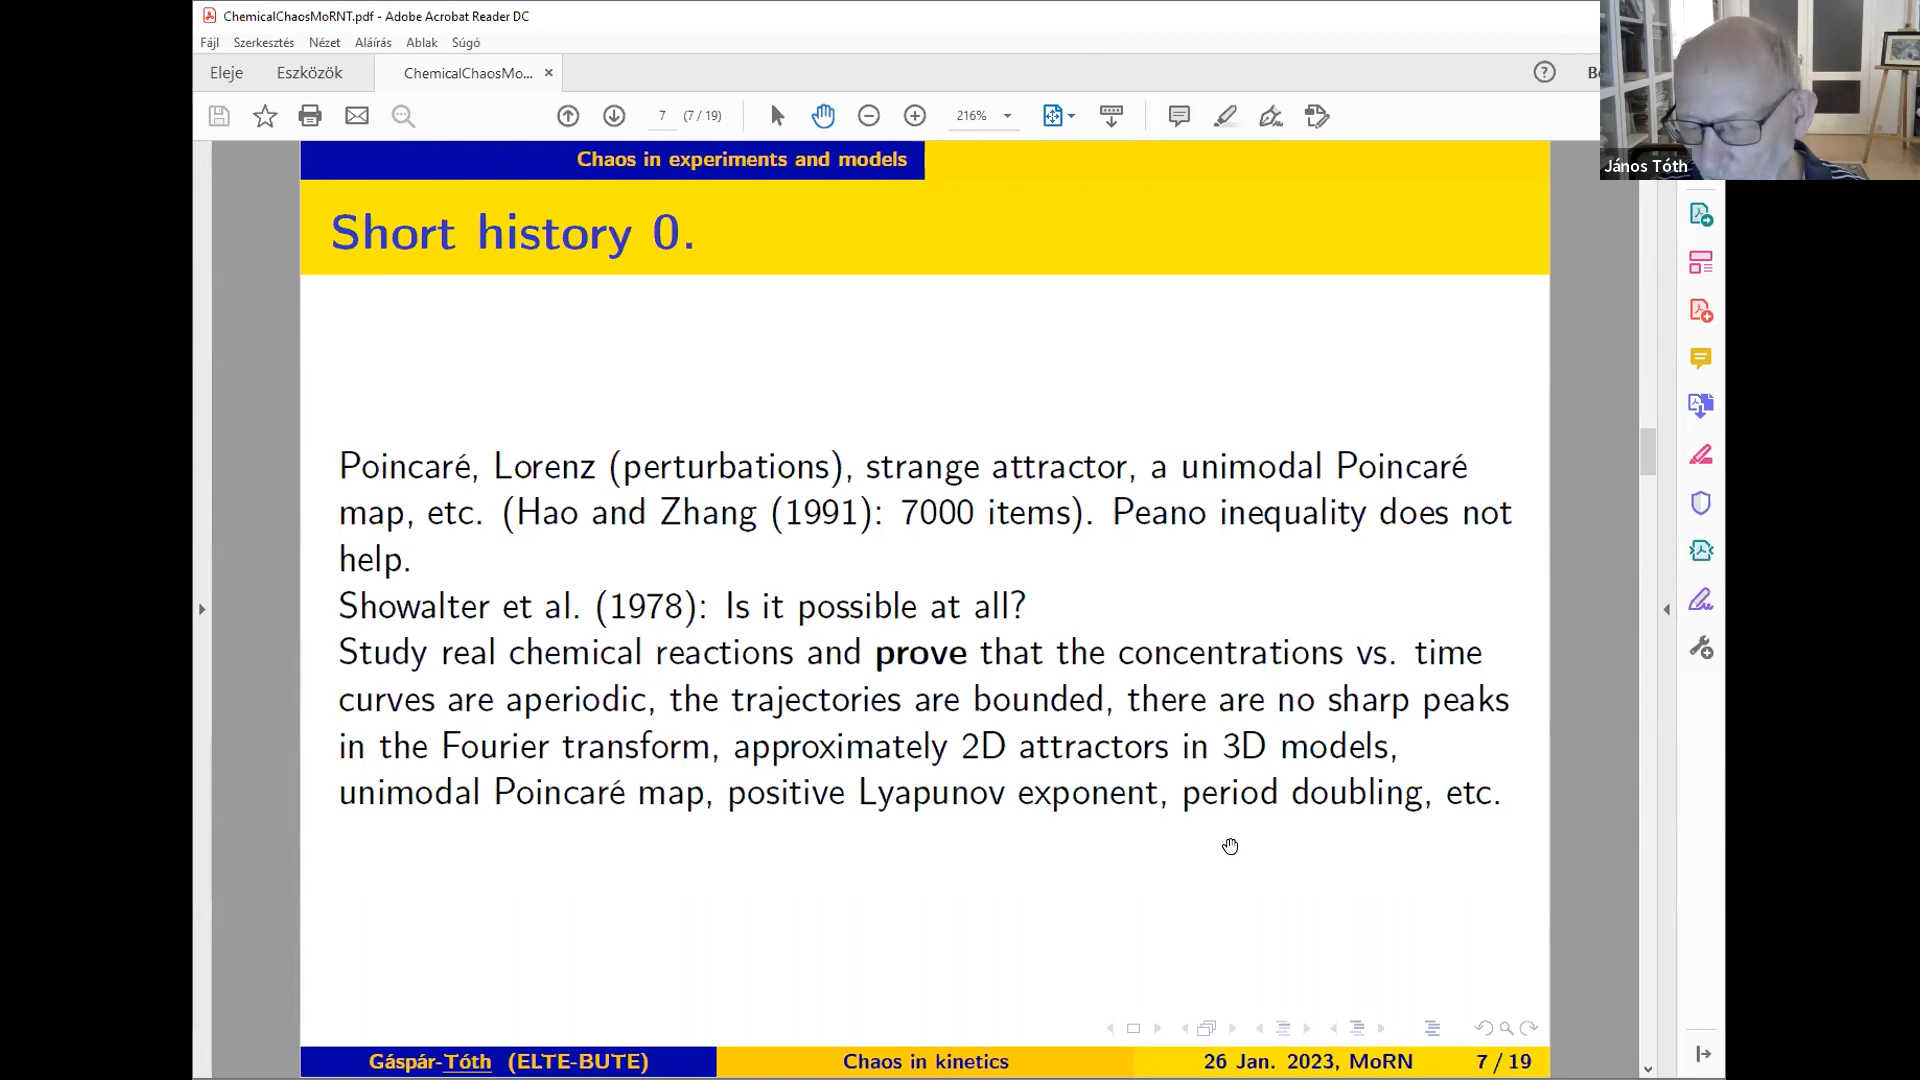 ChemicalChaosMoRNT.pdf - Adobe Acrobat Reader DC
Fájl Szerkesztés Nézet Aláírás Ablak Súgó
Eleje Eszközök ChemicalChaosMo... ×
7 (7 / 19) 216%
János Tóth
Chaos in experiments and models
Short history 0.
Poincaré, Lorenz (perturbations), strange attractor, a unimodal Poincaré
map, etc. (Hao and Zhang (1991): 7000 items). Peano inequality does not
help.
Showalter et al. (1978): Is it possible at all?
Study real chemical reactions and prove that the concentrations vs. time
curves are aperiodic, the trajectories are bounded, there are no sharp peaks
in the Fourier transform, approximately 2D attractors in 3D models,
unimodal Poincaré map, positive Lyapunov exponent, period doubling, etc.
Gáspár-Tóth (ELTE-BUTE) Chaos in kinetics 26 Jan. 2023, MoRN 7 / 19